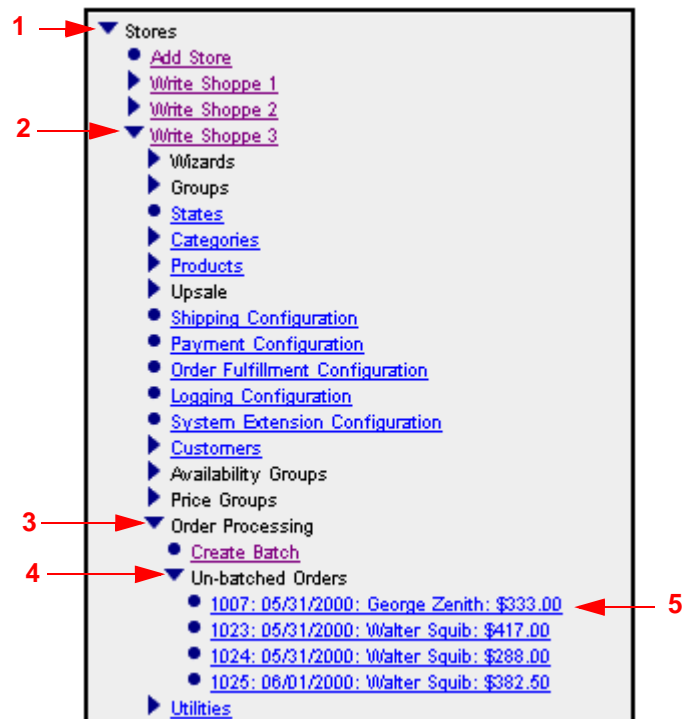 1 Stores
Add Store
Write Shoppe 1
Write Shoppe 2
2 Write Shoppe 3
Wizards
Groups
States
Categories
Products
Upsale
Shipping Configuration
Payment Configuration
Order Fulfillment Configuration
Logging Configuration
System Extension Configuration
Customers
Availability Groups
Price Groups
3 Order Processing
Create Batch
4 Un-batched Orders
1007: 05/31/2000: George Zenith: $333.00 5
1023: 05/31/2000: Walter Squib: $417.00
1024: 05/31/2000: Walter Squib: $288.00
1025: 06/01/2000: Walter Squib: $382.50
Utilities